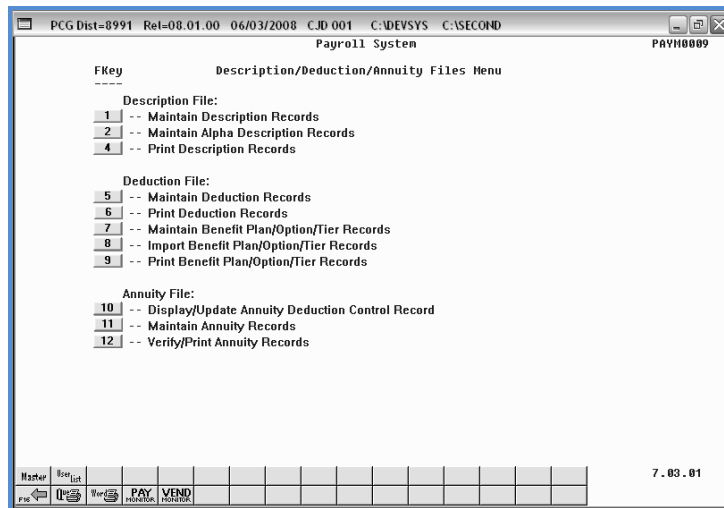 PCG Dist=8991 Rel=08.01.00 06/03/2008 CJD 001 C:\DEVSYS C:\SECOND
Payroll System PAYM0009
FKey Description/Deduction/Annuity Files Menu
----
Description File:
1 -- Maintain Description Records
2 -- Maintain Alpha Description Records
4 -- Print Description Records
Deduction File:
5 -- Maintain Deduction Records
6 -- Print Deduction Records
7 -- Maintain Benefit Plan/Option/Tier Records
8 -- Import Benefit Plan/Option/Tier Records
9 -- Print Benefit Plan/Option/Tier Records
Annuity File:
10 -- Display/Update Annuity Deduction Control Record
11 -- Maintain Annuity Records
12 -- Verify/Print Annuity Records
Master User List 7.03.01
F16 Que Word PAY MONITOR VEND MONITOR